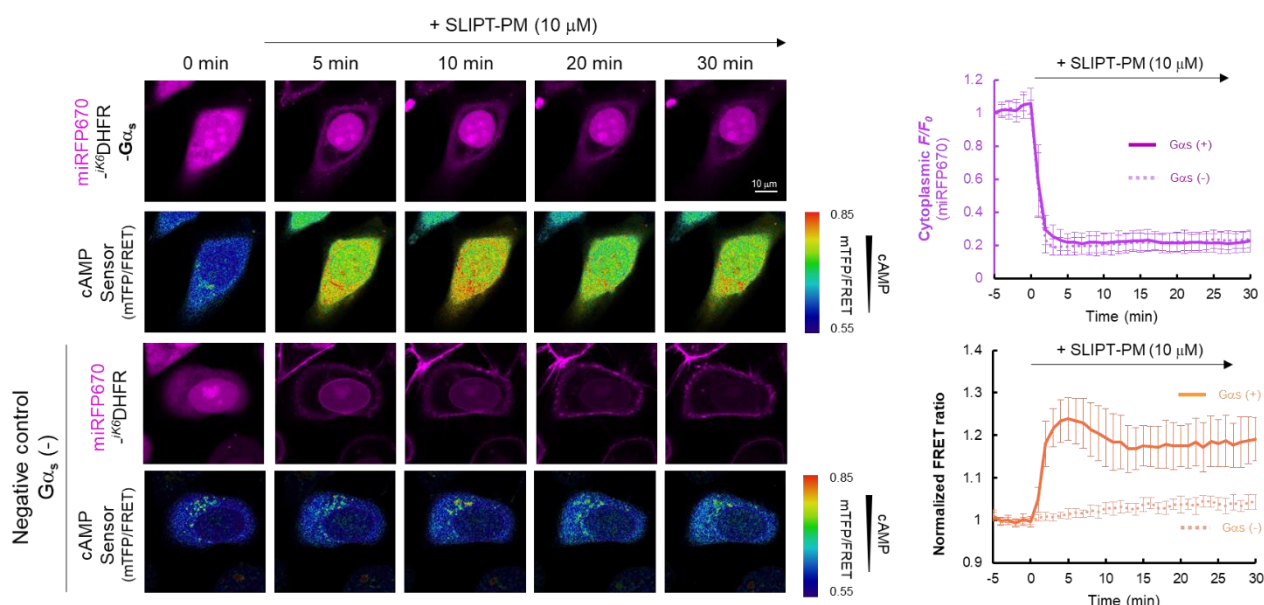 + SLIPT-PM (10 μM)
0 min 5 min 10 min 20 min 30 min
miRFP670
-iK6DHFR
-Gαs
10 μm
cAMP
Sensor
(mTFP/FRET)
0.85
mTFP/FRET
cAMP
0.55
Negative control
Gαs (-)
miRFP670
-iK6DHFR
cAMP
Sensor
(mTFP/FRET)
0.85
mTFP/FRET
cAMP
0.55
+ SLIPT-PM (10 μM)
Cytoplasmic F/F0
(miRFP670)
1.2
1
0.8
0.6
0.4
0.2
0
Gαs (+)
Gαs (-)
-5 0 5 10 15 20 25 30
Time (min)
+ SLIPT-PM (10 μM)
Normalized FRET ratio
1.4
1.3
1.2
1.1
1
0.9
Gαs (+)
Gαs (-)
-5 0 5 10 15 20 25 30
Time (min)